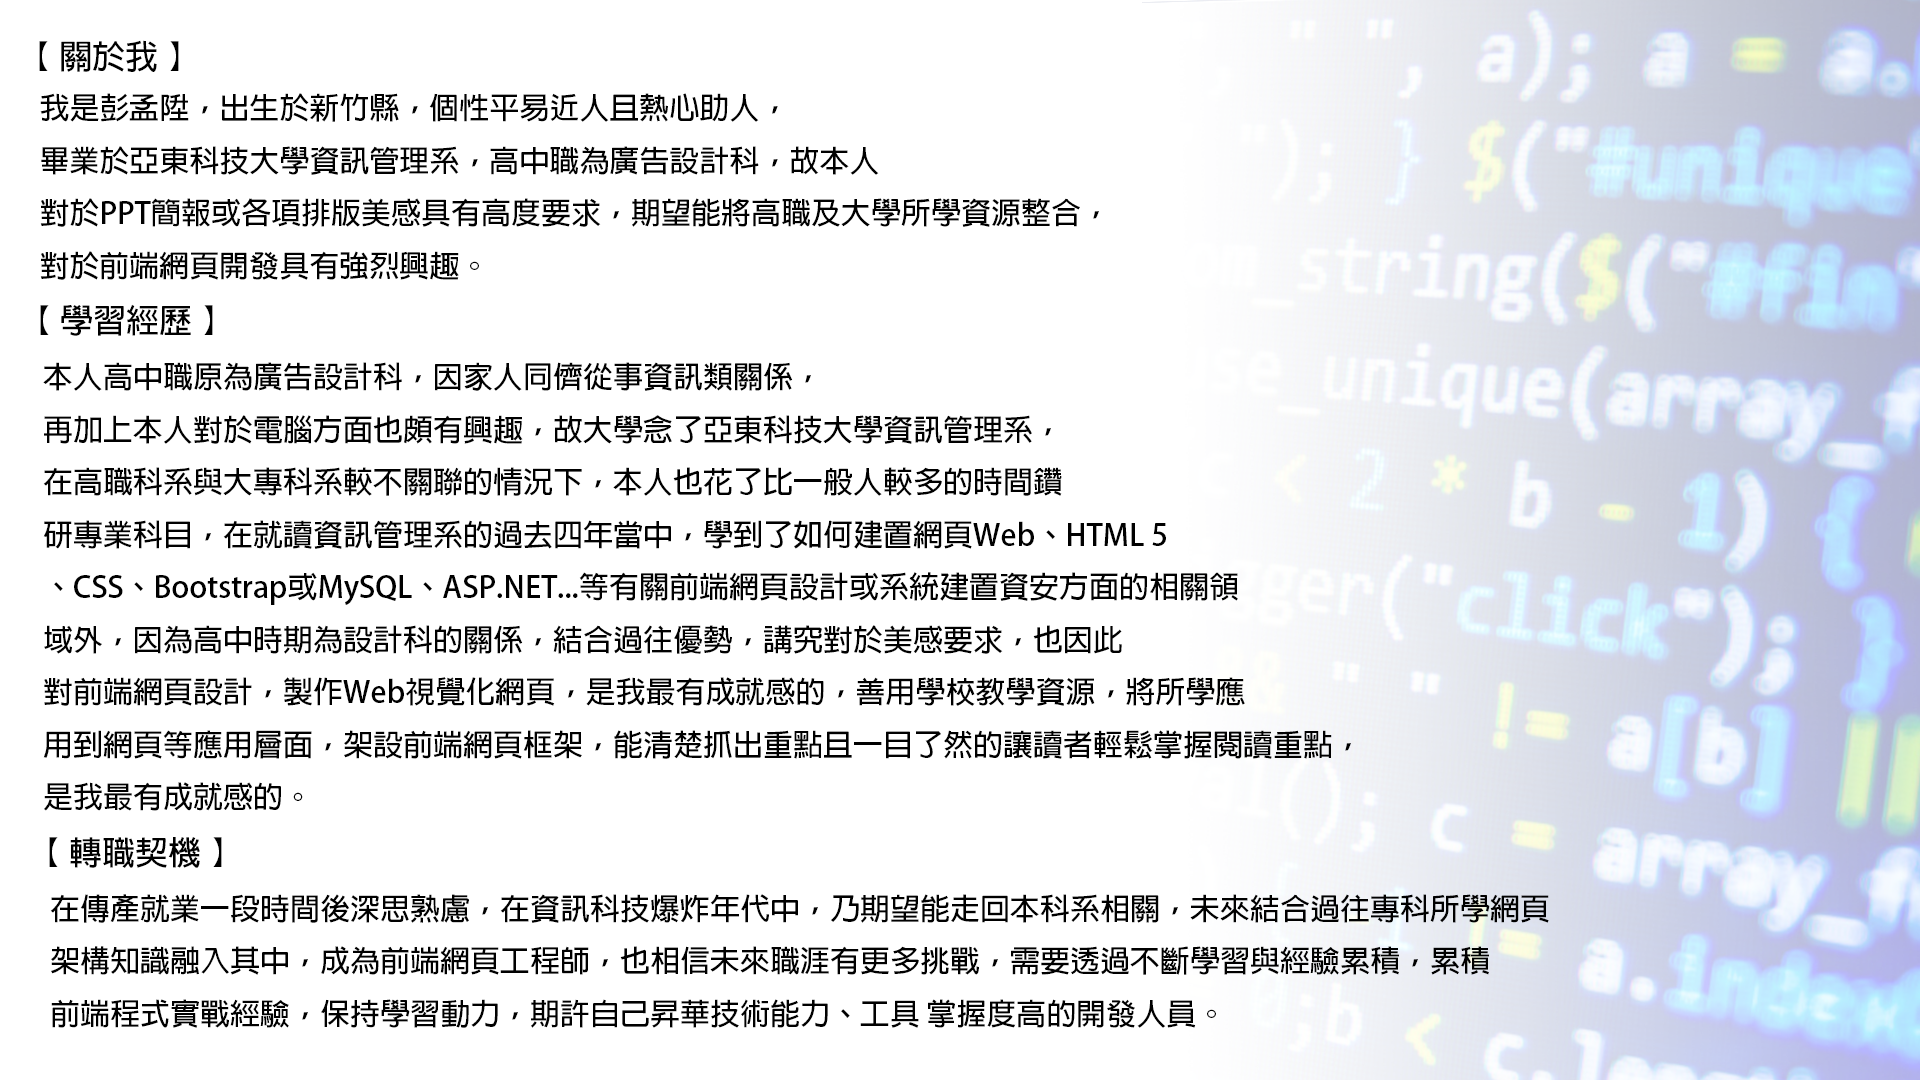 【 關於我 】
我是彭孟陞，出生於新竹縣，個性平易近人且熱心助人，
畢業於亞東科技大學資訊管理系，高中職為廣告設計科，故本人
對於PPT簡報或各項排版美感具有高度要求，期望能將高職及大學所學資源整合，
對於前端網頁開發具有強烈興趣。
【 學習經歷 】
本人高中職原為廣告設計科，因家人同儕從事資訊類關係，
再加上本人對於電腦方面也頗有興趣，故大學念了亞東科技大學資訊管理系，
在高職科系與大專科系較不關聯的情況下，本人也花了比一般人較多的時間鑽
研專業科目，在就讀資訊管理系的過去四年當中，學到了如何建置網頁Web、HTML 5
、CSS、Bootstrap或MySQL、ASP.NET...等有關前端網頁設計或系統建置資安方面的相關領
域外，因為高中時期為設計科的關係，結合過往優勢，講究對於美感要求，也因此
對前端網頁設計，製作Web視覺化網頁，是我最有成就感的，善用學校教學資源，將所學應
用到網頁等應用層面，架設前端網頁框架，能清楚抓出重點且一目了然的讓讀者輕鬆掌握閱讀重點，
是我最有成就感的。
【 轉職契機 】
在傳產就業一段時間後深思熟慮，在資訊科技爆炸年代中，乃期望能走回本科系相關，未來結合過往專科所學網頁
架構知識融入其中，成為前端網頁工程師，也相信未來職涯有更多挑戰，需要透過不斷學習與經驗累積，累積
前端程式實戰經驗，保持學習動力，期許自己昇華技術能力、工具 掌握度高的開發人員。
" ", a); a = a.
"); } $("#unique
_string($("#fin
se_unique(array_f
c < 2 * b - 1) {
gger("click"); }
&& " " != a[b] ||
al(); c = array_f
!= a.index
0;b < c.length